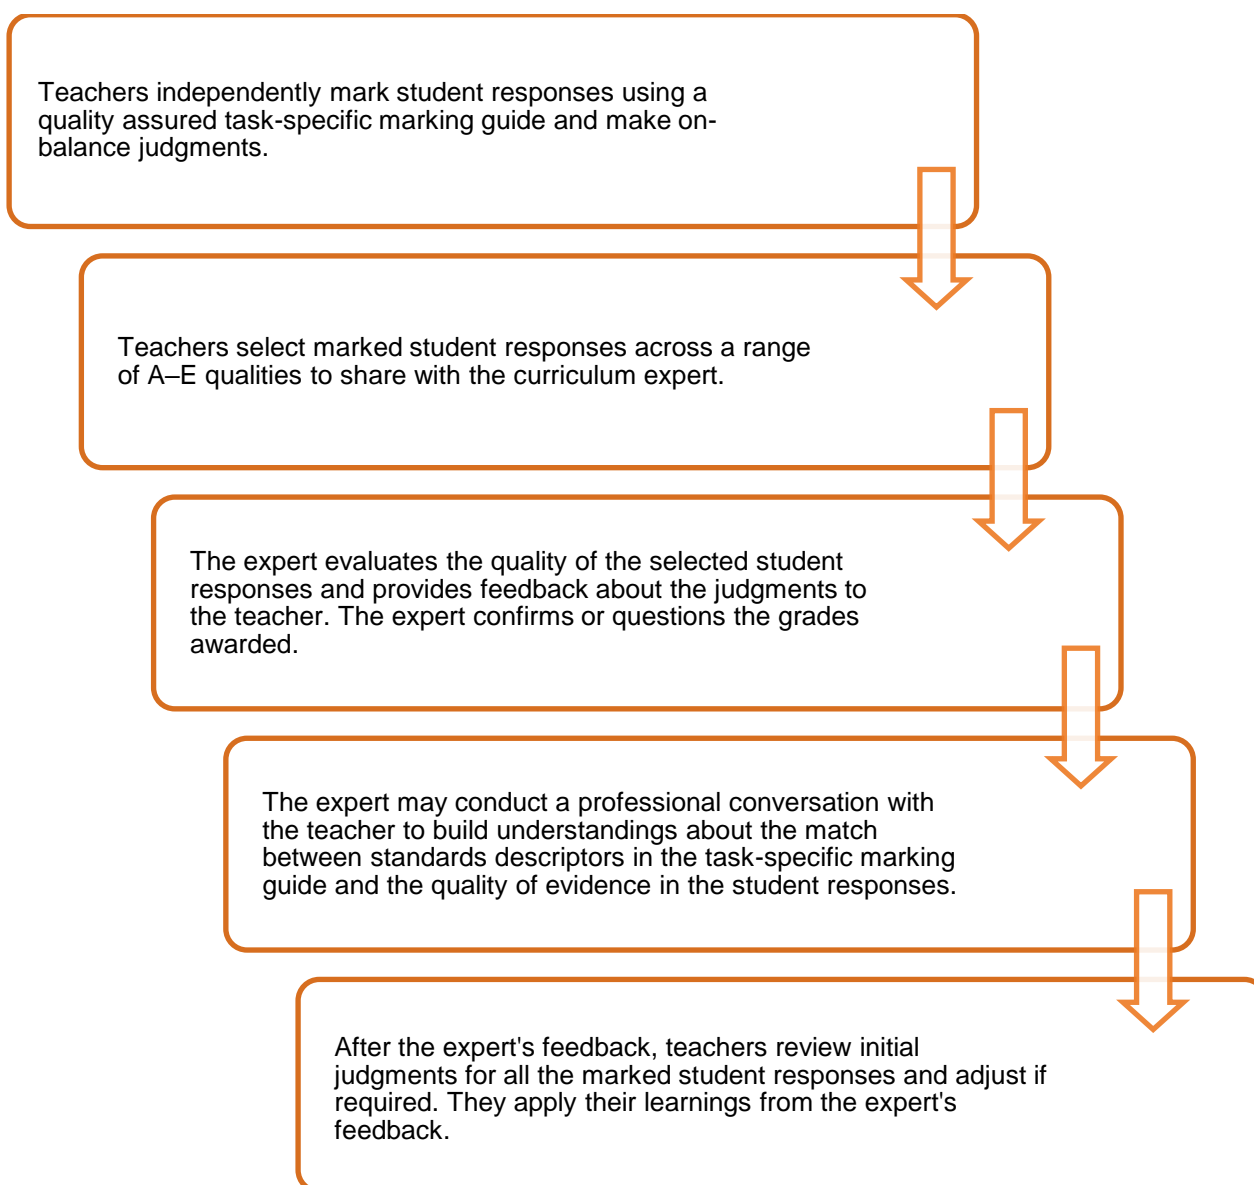 Teachers independently mark student responses using a
quality assured task-specific marking guide and make on-
balance judgments.
Teachers select marked student responses across a range
of A–E qualities to share with the curriculum expert.
The expert evaluates the quality of the selected student
responses and provides feedback about the judgments to
the teacher. The expert confirms or questions the grades
awarded.
The expert may conduct a professional conversation with
the teacher to build understandings about the match
between standards descriptors in the task-specific marking
guide and the quality of evidence in the student responses.
After the expert's feedback, teachers review initial
judgments for all the marked student responses and adjust if
required. They apply their learnings from the expert's
feedback.